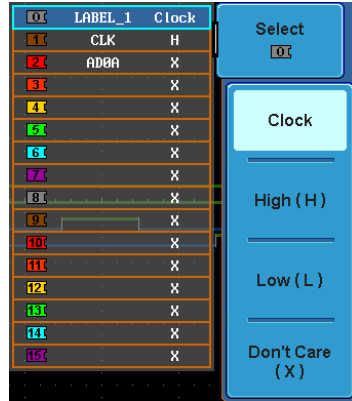 0 LABEL_1 Clock
1 CLK H
2 AD0A X
3 X
4 X
5 X
6 X
7 X
8 X
9 X
10 X
11 X
12 X
13 X
14 X
15 X
Select
0
Clock
High ( H )
Low ( L )
Don't Care
( X )